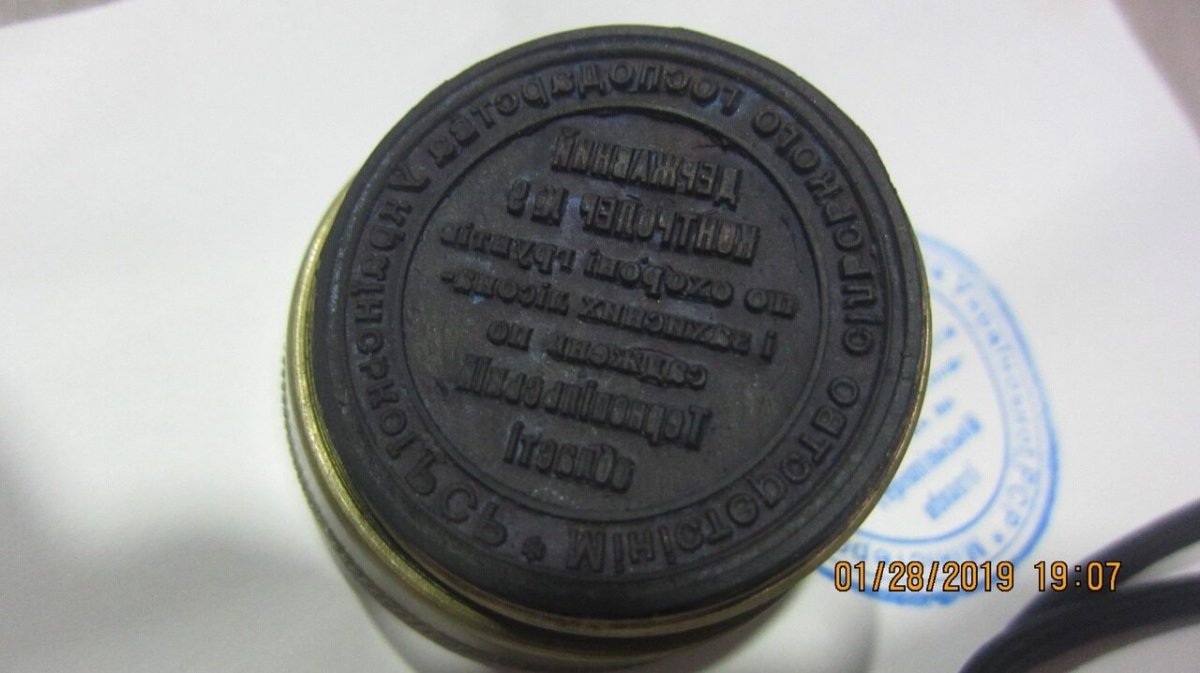 Міністерство сільського господарства Української РСР *
ДЕРЖАВНИЙ
КОНТРОЛЕР № 3
по охороні грунтів
і захисних лісона-
саджень по
Тернопільській
області
01/28/2019 19:07